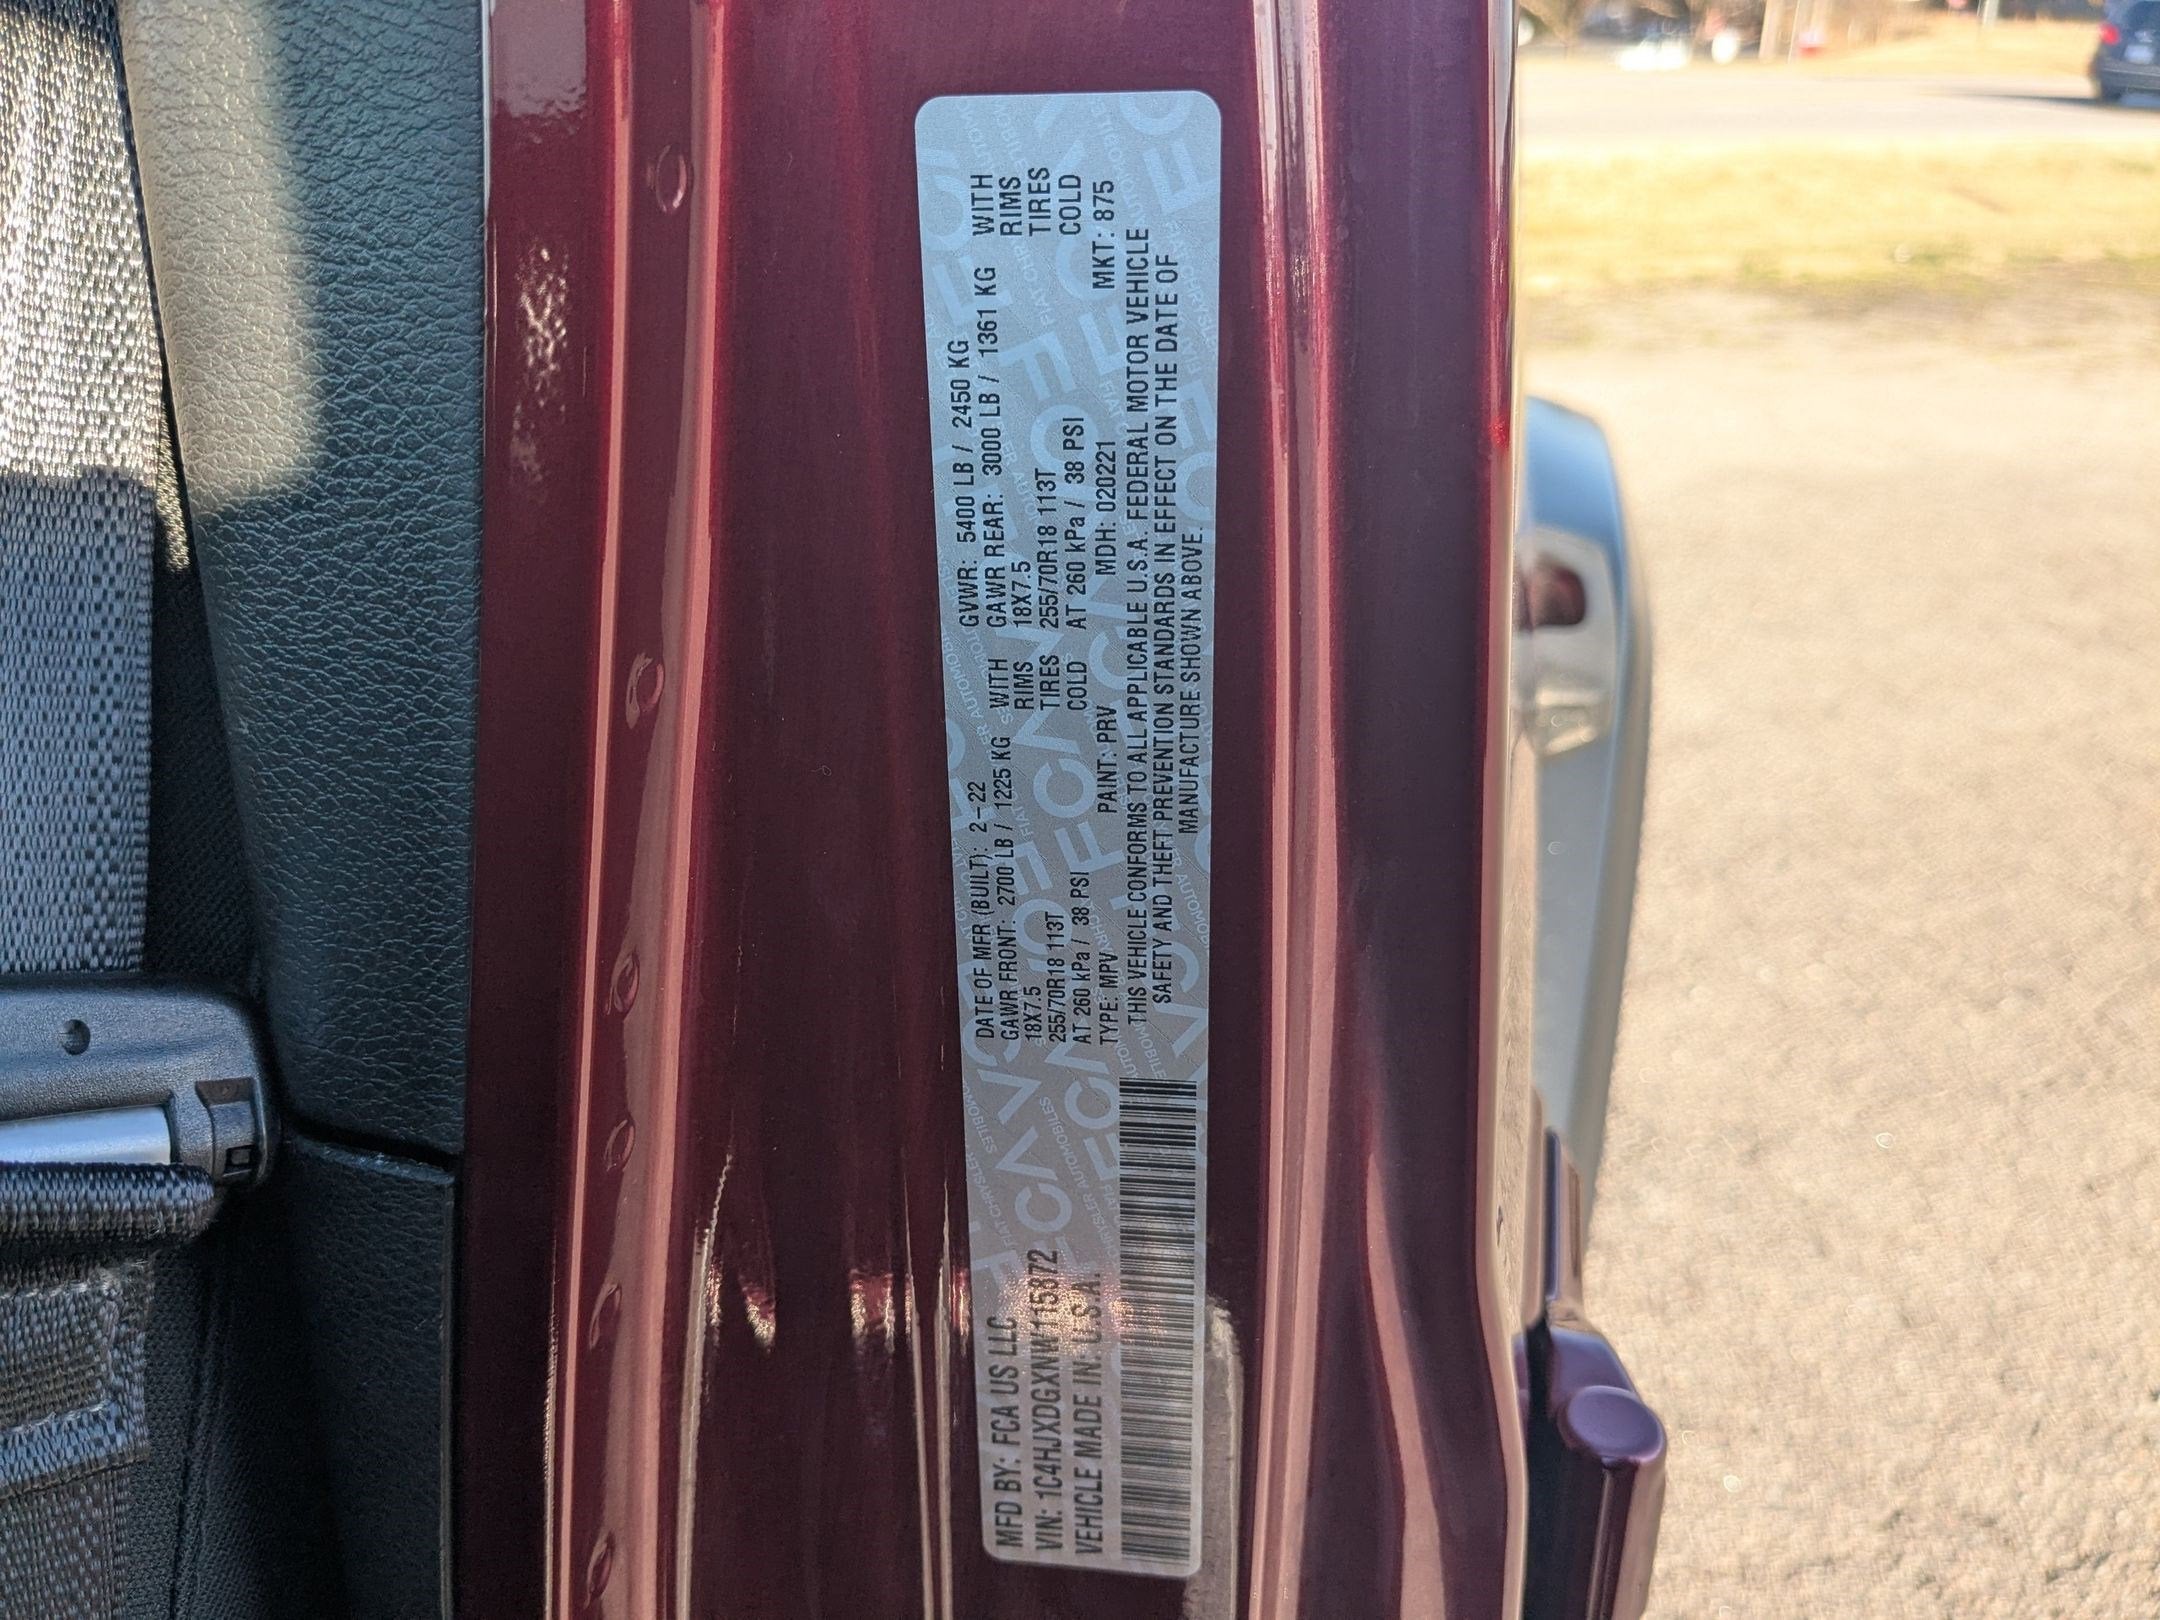 MFD BY: FCA US LLC
DATE OF MFR (BUILT): 2-22
GVWR: 5400 LB / 2450 KG
VIN: 1C4HJXDGXNW115872
GAWR FRONT: 2700 LB / 1225 KG WITH
GAWR REAR: 3000 LB / 1361 KG WITH
18X7.5 RIMS
18X7.5 RIMS
255/70R18 113T TIRES
255/70R18 113T TIRES
VEHICLE MADE IN U.S.A.
AT 260 kPa / 38 PSI COLD
AT 260 kPa / 38 PSI COLD
TYPE: MPV PAINT: PRV MDH: 020221 MKT: 875
THIS VEHICLE CONFORMS TO ALL APPLICABLE U.S.A. FEDERAL MOTOR VEHICLE
SAFETY AND THEFT PREVENTION STANDARDS IN EFFECT ON THE DATE OF
MANUFACTURE SHOWN ABOVE.